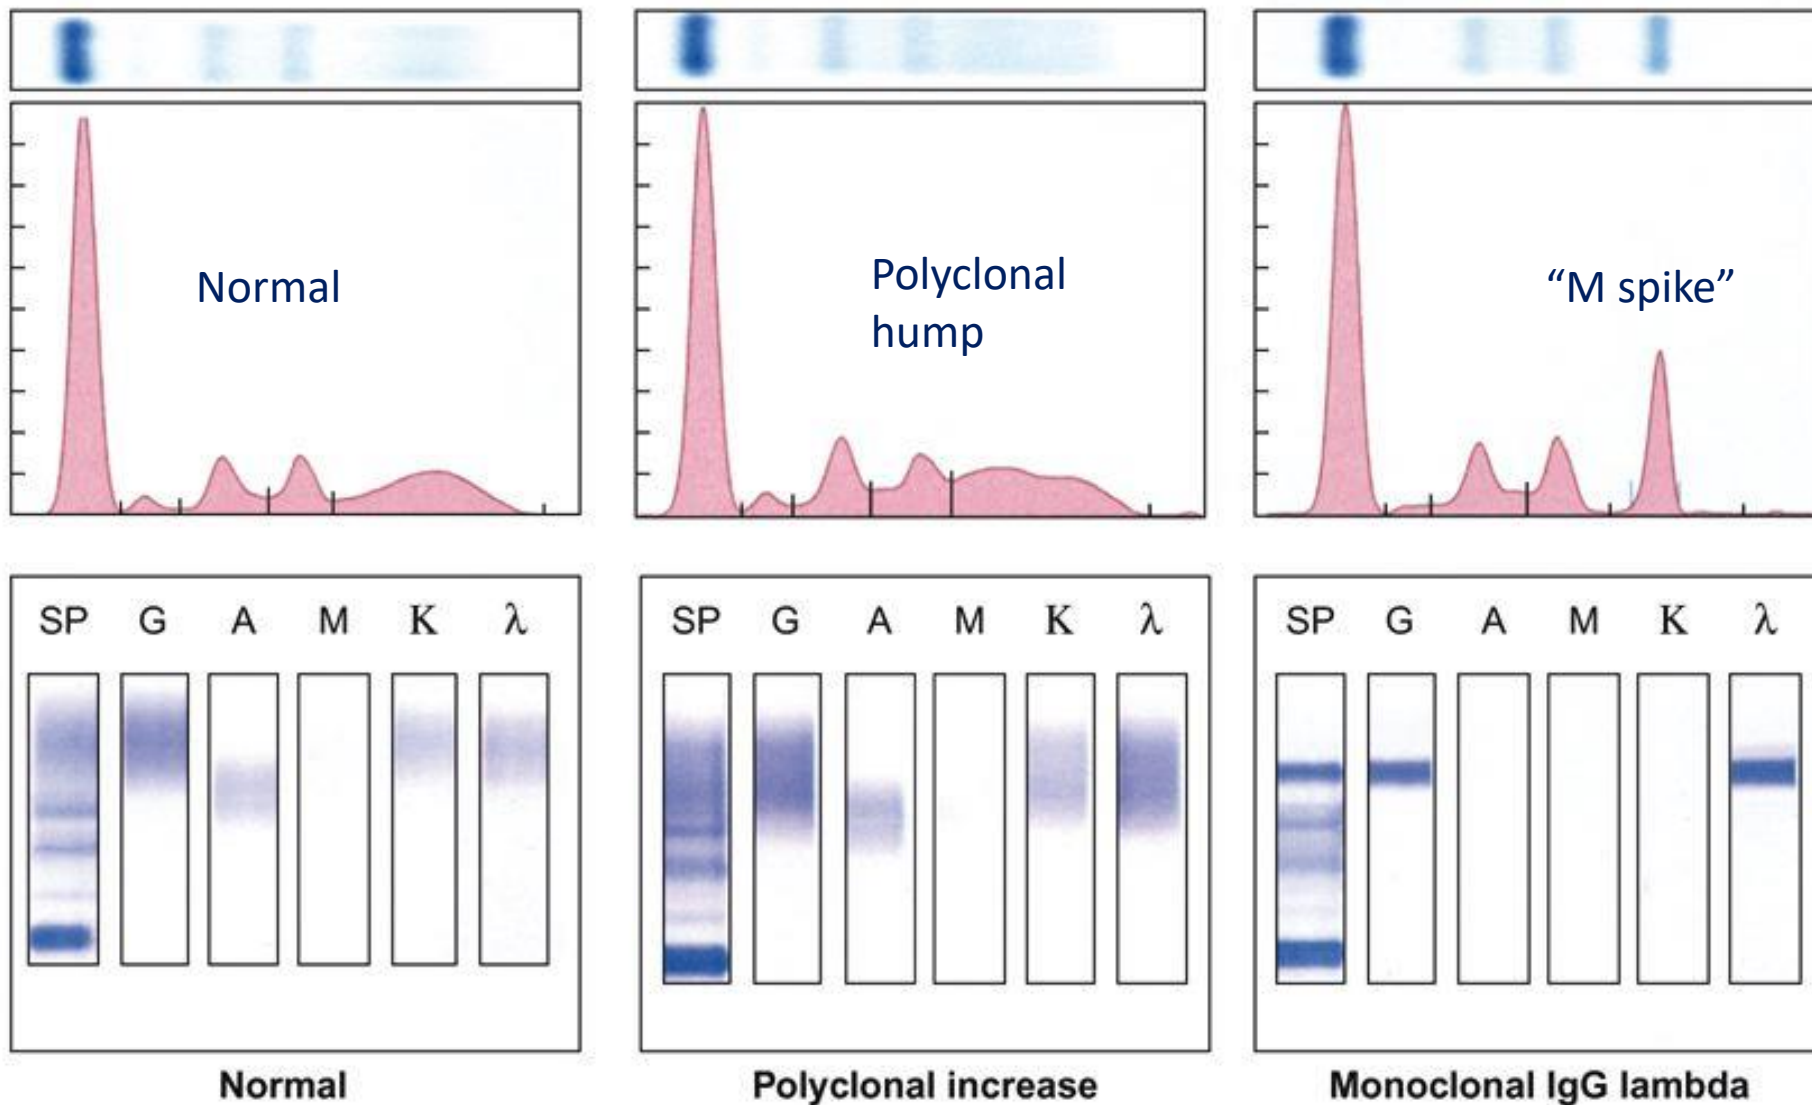 Normal
Polyclonal
hump
“M spike”
SP G A M K λ
SP G A M K λ
SP G A M K λ
Normal
Polyclonal increase
Monoclonal IgG lambda